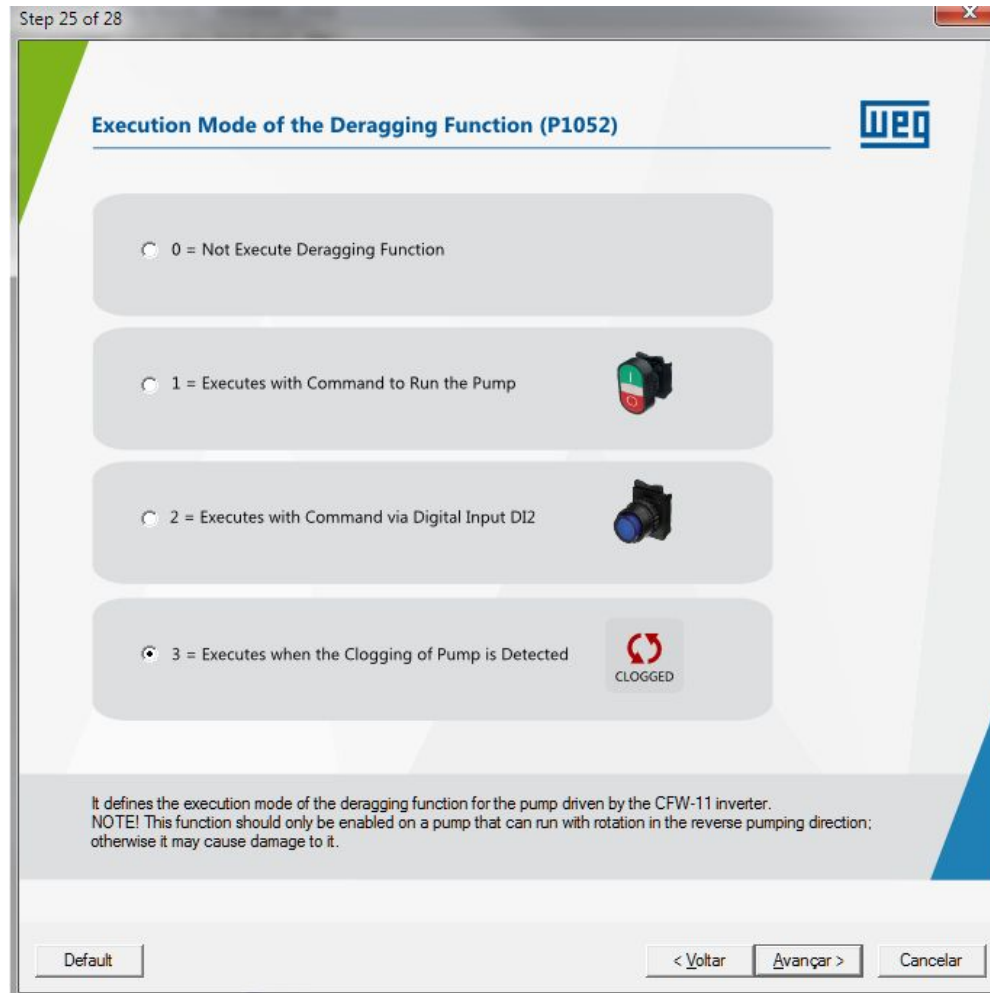 Step 25 of 28
X
Execution Mode of the Deragging Function (P1052)
weg
0 = Not Execute Deragging Function
1 = Executes with Command to Run the Pump
2 = Executes with Command via Digital Input DI2
3 = Executes when the Clogging of Pump is Detected
CLOGGED
It defines the execution mode of the deragging function for the pump driven by the CFW-11 inverter.
NOTE! This function should only be enabled on a pump that can run with rotation in the reverse pumping direction;
otherwise it may cause damage to it.
Default
< Voltar
Avançar >
Cancelar